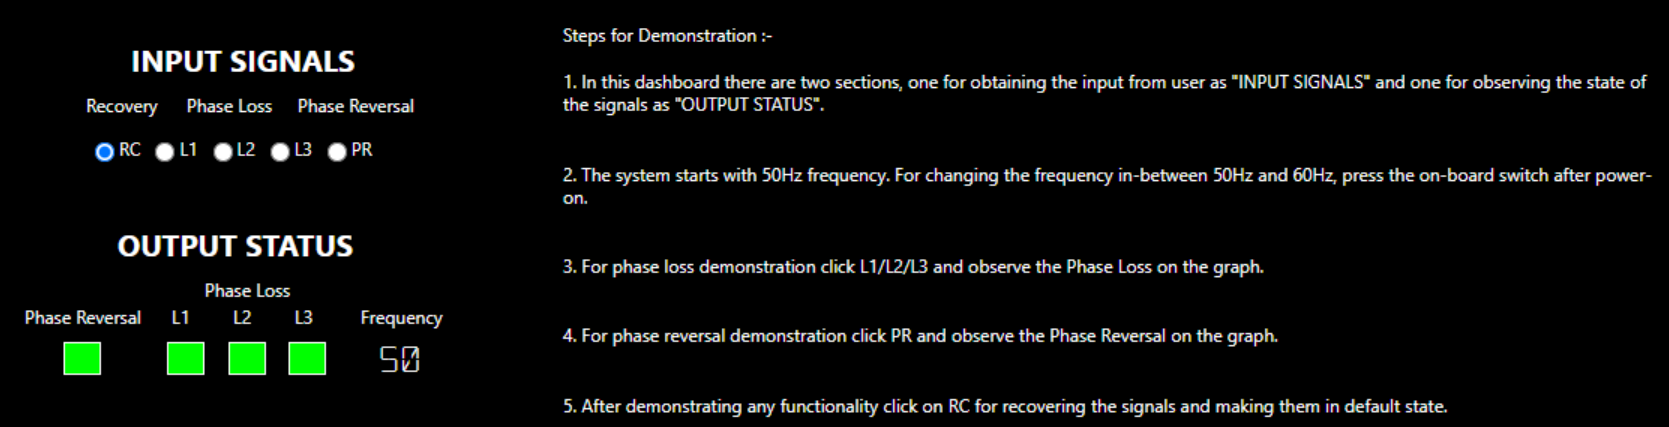 INPUT SIGNALS
Recovery Phase Loss Phase Reversal
RC L1 L2 L3 PR
OUTPUT STATUS
Phase Loss
Phase Reversal L1 L2 L3 Frequency
50
Steps for Demonstration :-
1. In this dashboard there are two sections, one for obtaining the input from user as "INPUT SIGNALS" and one for observing the state of
the signals as "OUTPUT STATUS".
2. The system starts with 50Hz frequency. For changing the frequency in-between 50Hz and 60Hz, press the on-board switch after power-
on.
3. For phase loss demonstration click L1/L2/L3 and observe the Phase Loss on the graph.
4. For phase reversal demonstration click PR and observe the Phase Reversal on the graph.
5. After demonstrating any functionality click on RC for recovering the signals and making them in default state.